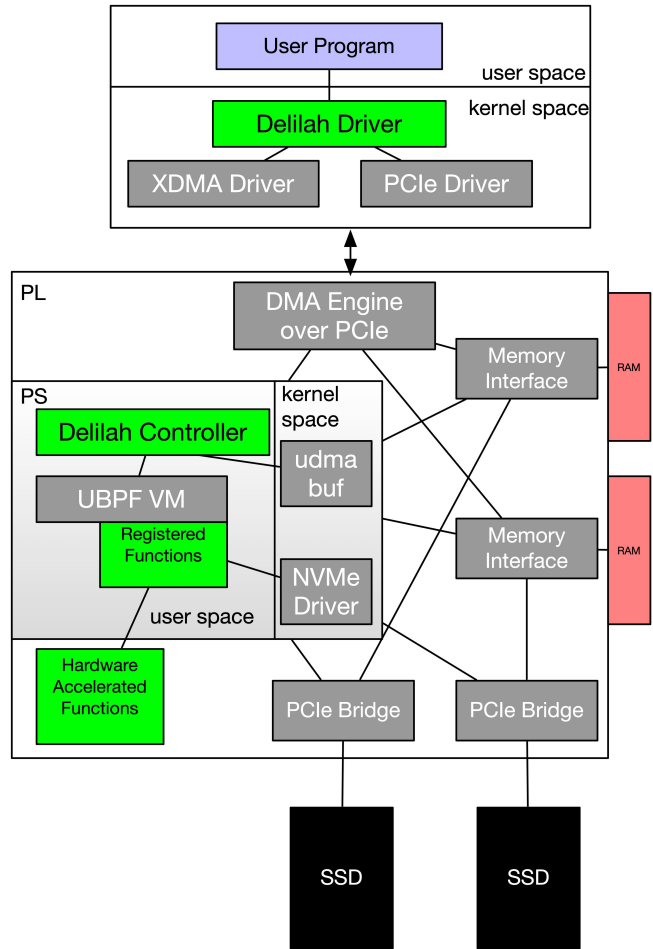 User Program
user space
kernel space
Delilah Driver
XDMA Driver
PCIe Driver
PL
DMA Engine
over PCIe
Memory
Interface
RAM
PS
kernel
space
Delilah Controller
udma
buf
UBPF VM
Registered
Functions
Memory
Interface
RAM
NVMe
Driver
user space
Hardware
Accelerated
Functions
PCIe Bridge
PCIe Bridge
SSD
SSD